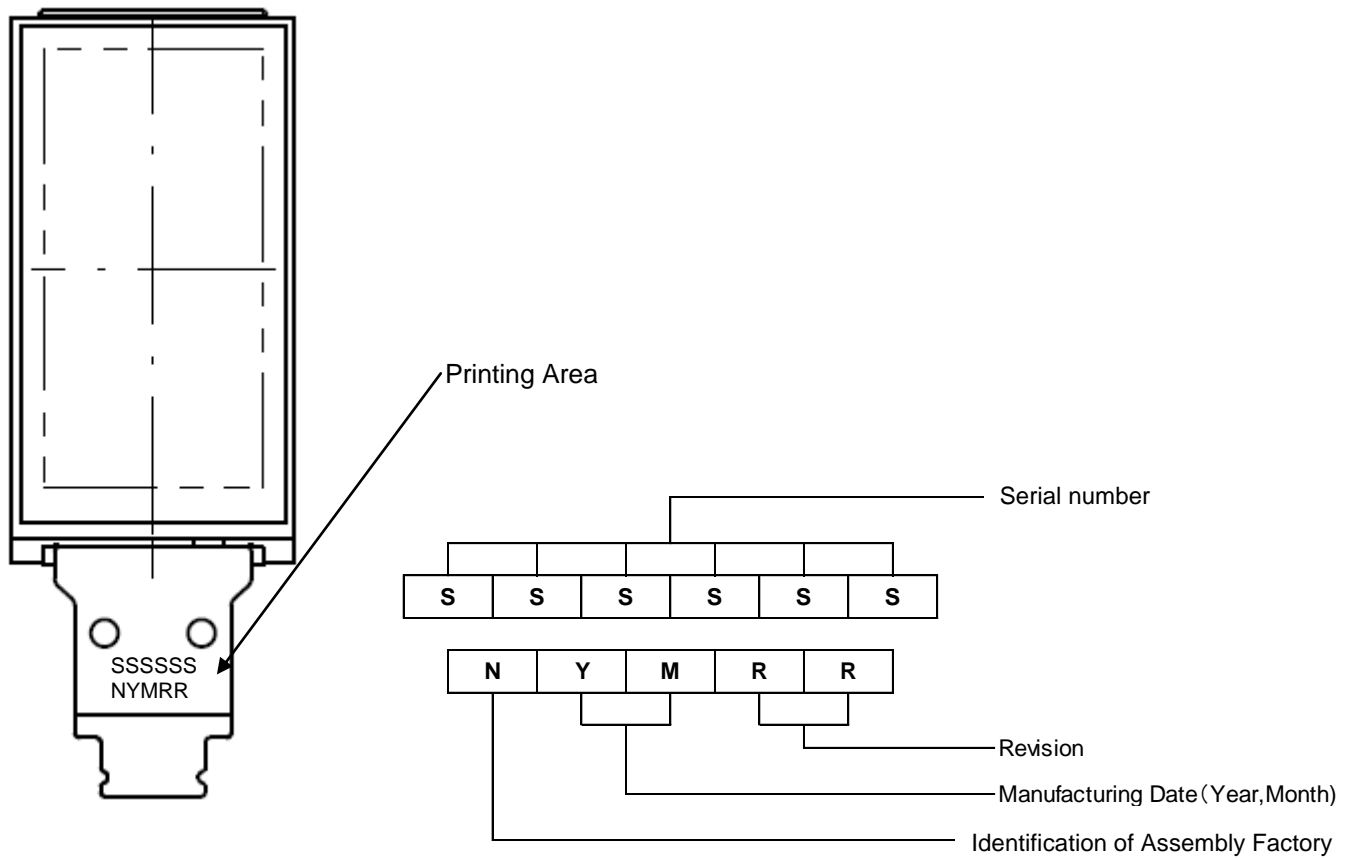 Printing Area
Serial number
S S S S S S
N Y M R R
SSSSSS
NYMRR
Revision
Manufacturing Date（Year,Month)
Identification of Assembly Factory